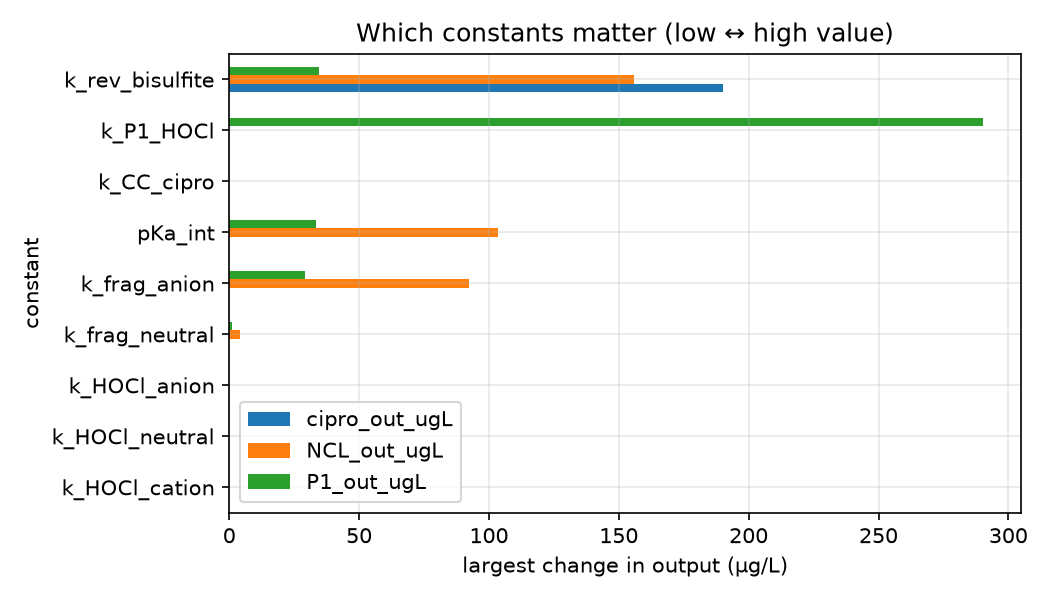 Which constants matter (low ↔ high value)
constant
k_rev_bisulfite
k_P1_HOCl
k_CC_cipro
pKa_int
k_frag_anion
k_frag_neutral
k_HOCl_anion
k_HOCl_neutral
k_HOCl_cation
cipro_out_ugL
NCL_out_ugL
P1_out_ugL
0 50 100 150 200 250 300
largest change in output (µg/L)